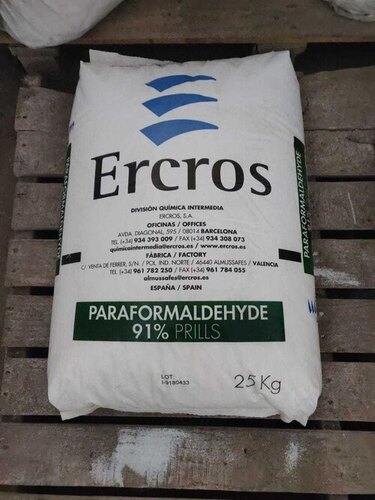 Ercros
DIVISIÓN QUÍMICA INTERMEDIA
ERCROS, S.A.
OFICINAS / OFFICES
AVDA. DIAGONAL, 595 / 08014 BARCELONA
TEL. (+34) 934 393 009 / FAX (+34) 934 308 073
quimicaintermedia@ercros.es / www.ercros.es
FÁBRICA / FACTORY
C/ VENTA DE FERRER, S/N. / POL. IND. NORTE / 46440 ALMUSSAFES / VALENCIA
TEL. (+34) 961 782 250 / FAX (+34) 961 784 055
almussafes@ercros.es
ESPAÑA / SPAIN
PARAFORMALDEHYDE
91% PRILLS
LOT:
I-9180433
25 Kg
PARAFORMALDEHYDE